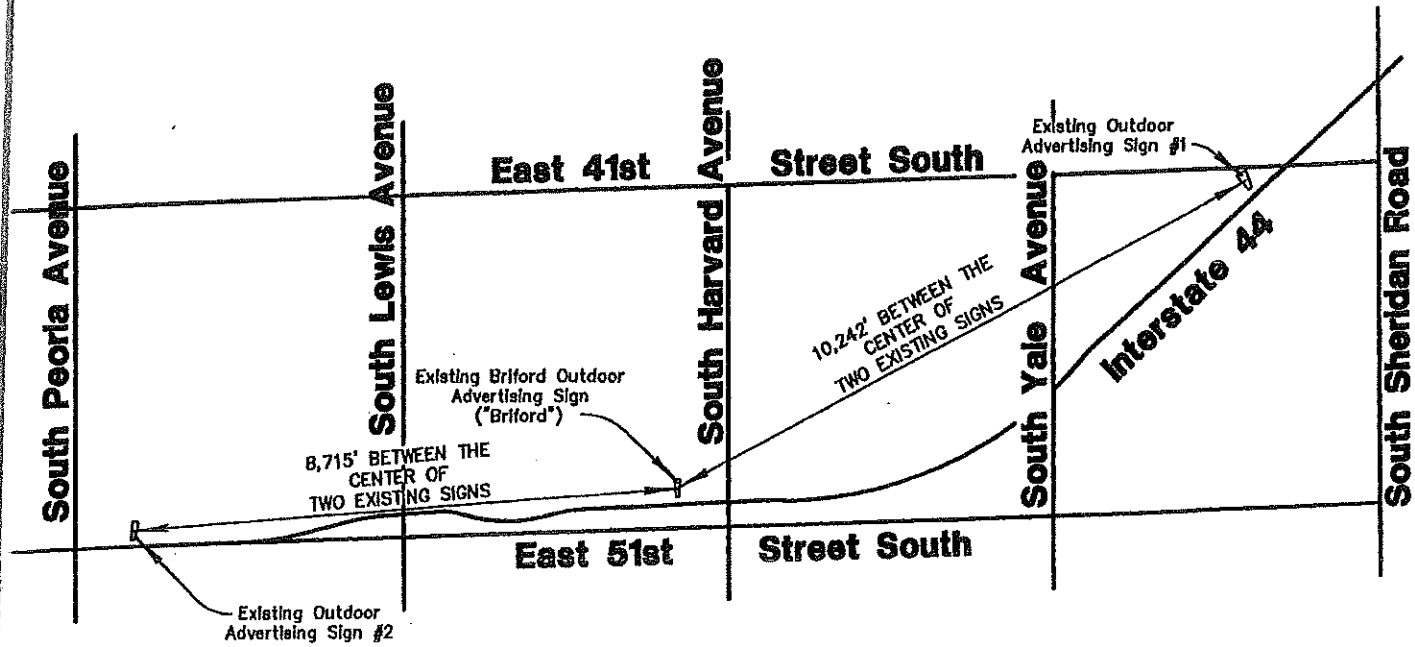 South Peoria Avenue
South Lewis Avenue
East 41st
South Harvard Avenue
Street South
Existing Outdoor
Advertising Sign #1
South Yale Avenue
Interstate 44
South Sheridan Road
10,242' BETWEEN THE
CENTER OF
TWO EXISTING SIGNS
Existing Briford Outdoor
Advertising Sign
("Briford")
8,715' BETWEEN THE
CENTER OF
TWO EXISTING SIGNS
East 51st
Street South
Existing Outdoor
Advertising Sign #2